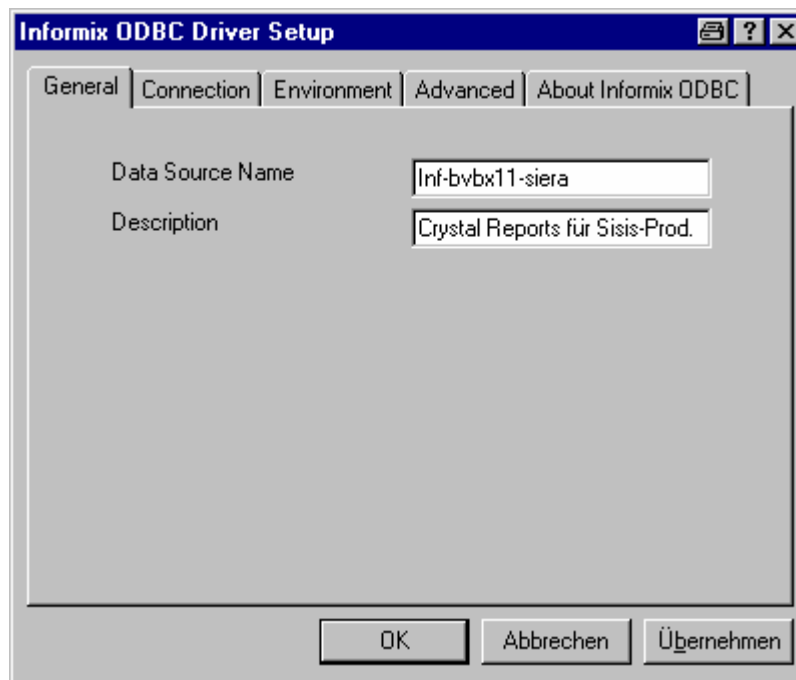 Informix ODBC Driver Setup
General Connection Environment Advanced About Informix ODBC
Data Source Name Inf-bvbx11-siera
Description Crystal Reports für Sisis-Prod.
OK Abbrechen Übernehmen